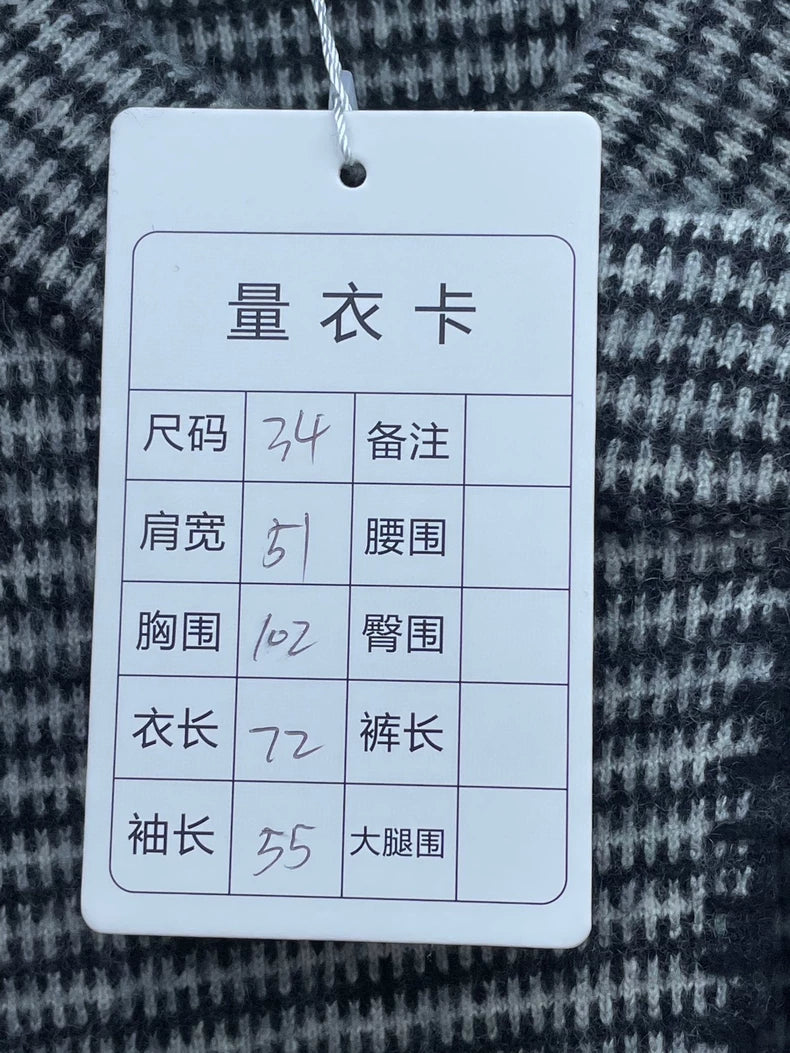 量衣卡
尺码 34 备注
肩宽 51 腰围
胸围 102 臀围
衣长 72 裤长
袖长 55 大腿围